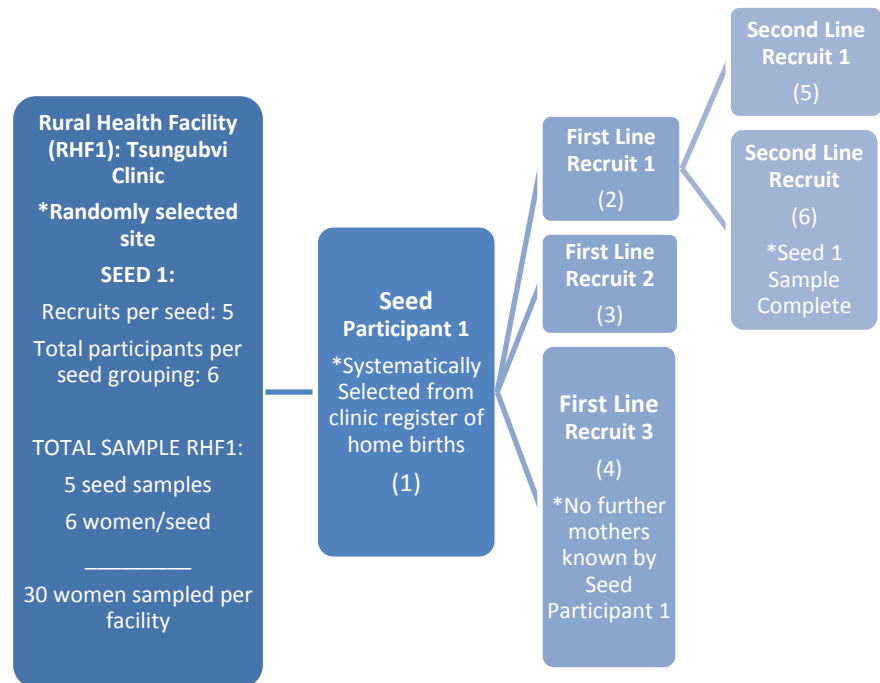 Rural Health Facility
(RHF1): Tsungubvi
Clinic
*Randomly selected
site
SEED 1:
Recruits per seed: 5
Total participants per
seed grouping: 6
TOTAL SAMPLE RHF1:
5 seed samples
6 women/seed
__________
30 women sampled per
facility
Seed
Participant 1
*Systematically
Selected from
clinic register of
home births
(1)
First Line
Recruit 1
(2)
First Line
Recruit 2
(3)
First Line
Recruit 3
(4)
*No further
mothers
known by
Seed
Participant 1
Second Line
Recruit 1
(5)
Second Line
Recruit
(6)
*Seed 1
Sample
Complete